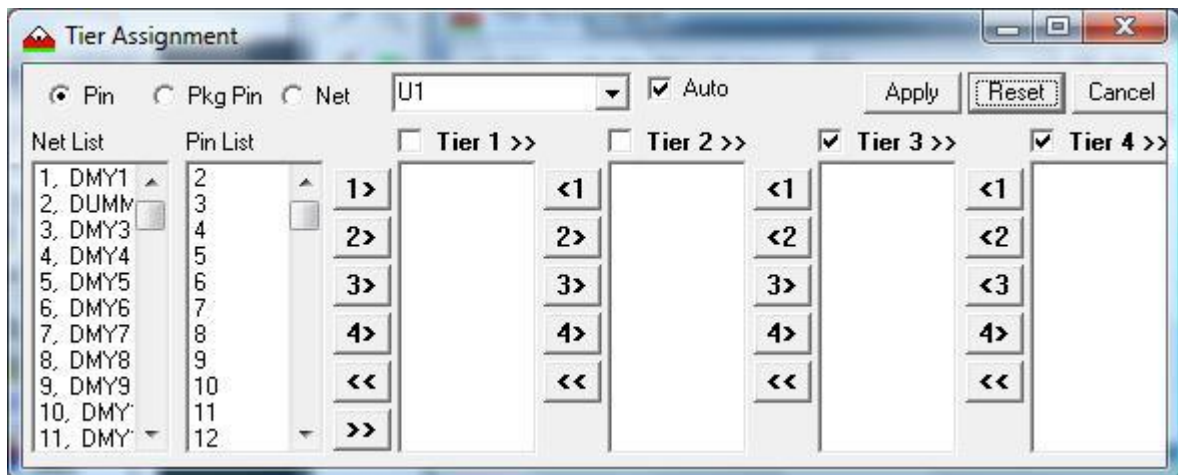 Tier Assignment
Pin Pkg Pin Net U1 Auto Apply Reset Cancel
Net List Pin List Tier 1 >> Tier 2 >> Tier 3 >> Tier 4 >>
1, DMY1
2, DUMM
3, DMY3
4, DMY4
5, DMY5
6, DMY6
7, DMY7
8, DMY8
9, DMY9
10, DMY
11, DMY
2
3
4
5
6
7
8
9
10
11
12
1>
2>
3>
4>
<<
>>
<1
2>
3>
4>
<<
<1
<2
3>
4>
<<
<1
<2
<3
4>
<<